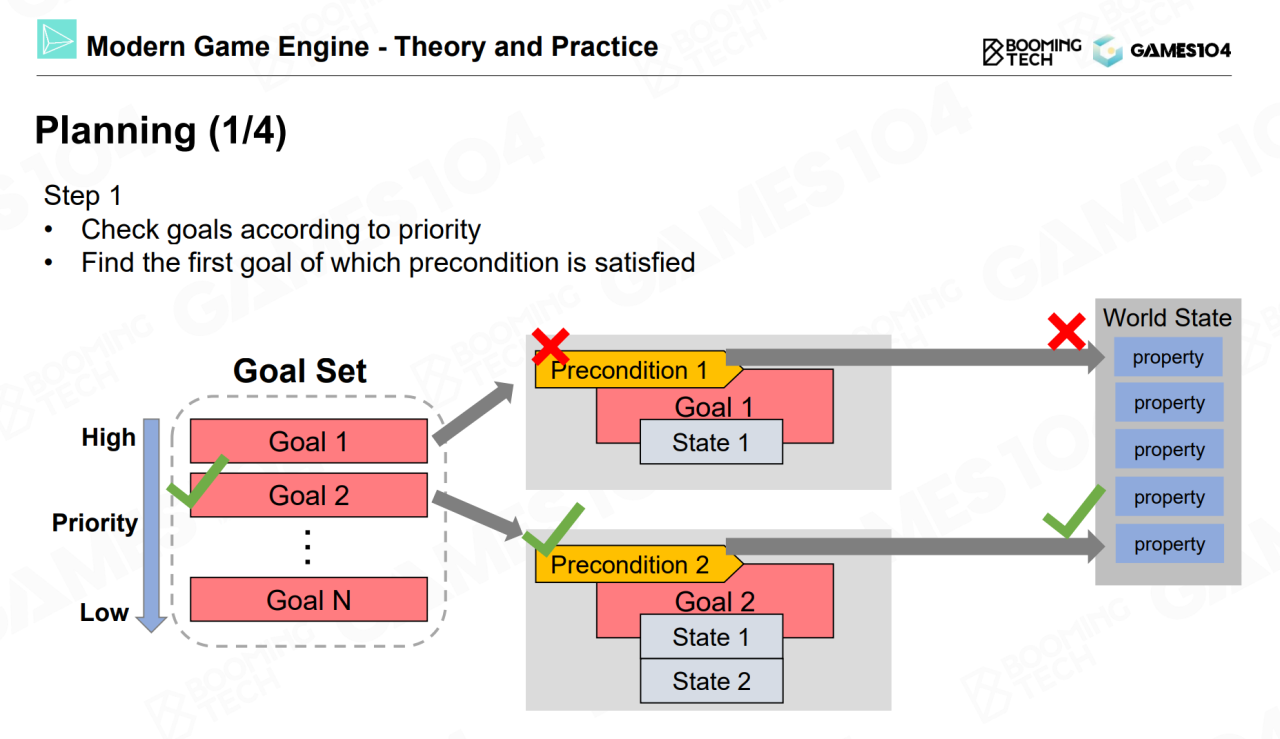 Modern Game Engine - Theory and Practice
BOOMING
TECH
GAMES104
Planning (1/4)
Step 1
• Check goals according to priority
• Find the first goal of which precondition is satisfied
Goal Set
High
Priority
Low
Goal 1
Goal 2
Goal N
Precondition 1
Goal 1
State 1
Precondition 2
Goal 2
State 1
State 2
World State
property
property
property
property
property